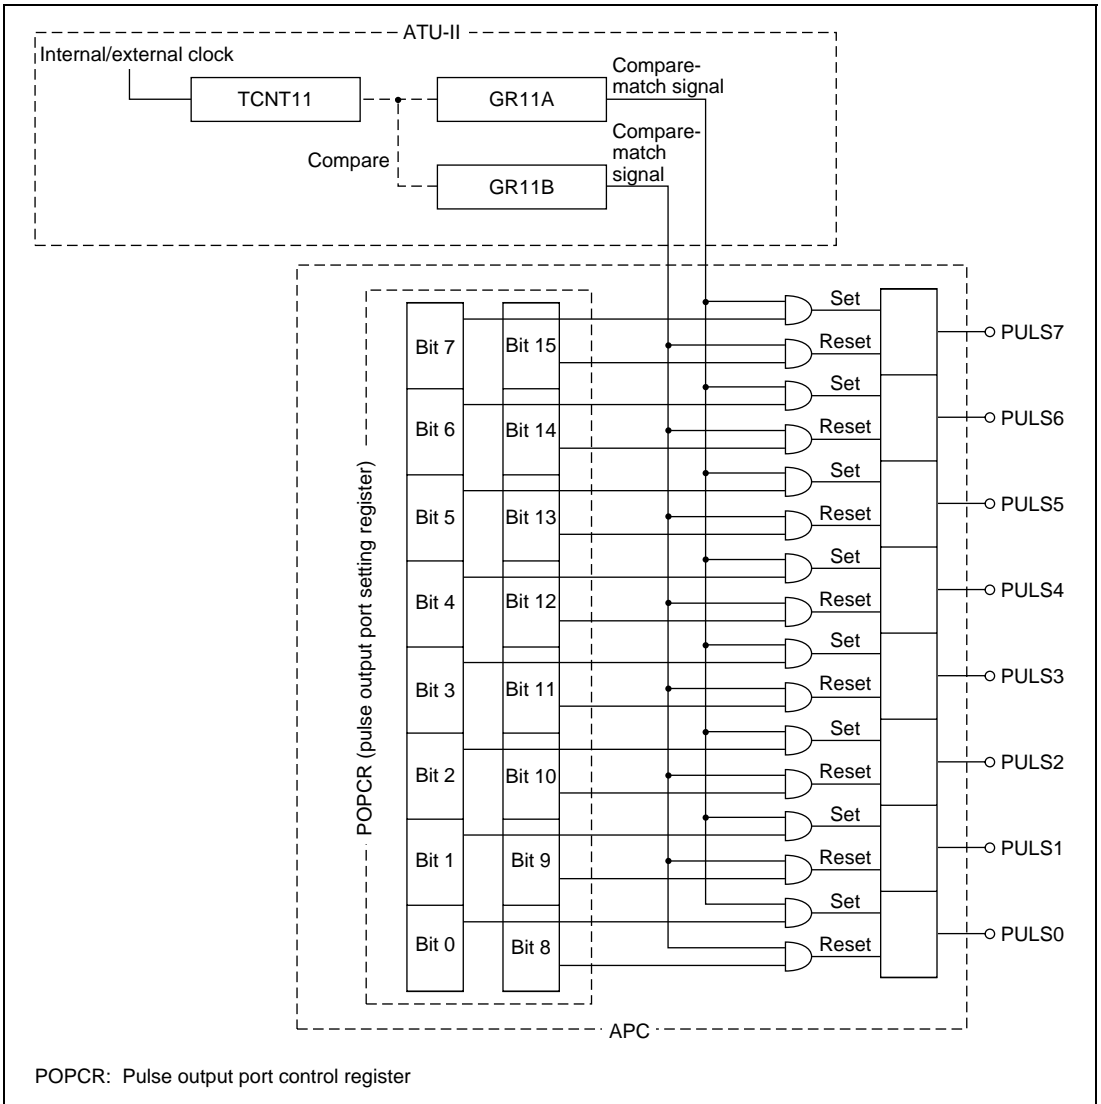 ATU-II
Internal/external clock
TCNT11
GR11A
Compare-
match signal
Compare
GR11B
Compare-
match
signal
POPCR (pulse output port setting register)
Bit 7
Bit 15
Set
Reset
PULS7
Bit 6
Bit 14
Set
Reset
PULS6
Bit 5
Bit 13
Set
Reset
PULS5
Bit 4
Bit 12
Set
Reset
PULS4
Bit 3
Bit 11
Set
Reset
PULS3
Bit 2
Bit 10
Set
Reset
PULS2
Bit 1
Bit 9
Set
Reset
PULS1
Bit 0
Bit 8
Set
Reset
PULS0
APC
POPCR: Pulse output port control register